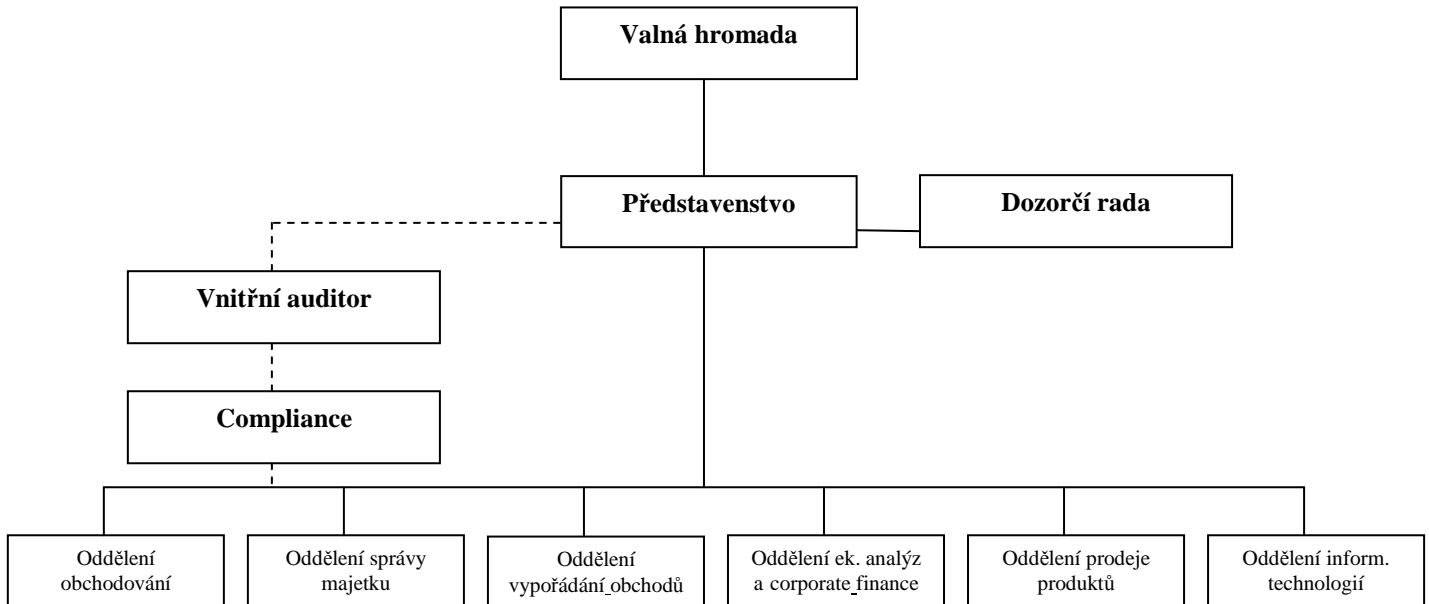 Valná hromada
Představenstvo
Dozorčí rada
Vnitřní auditor
Compliance
Oddělení
obchodování
Oddělení správy
majetku
Oddělení
vypořádání obchodů
Oddělení ek. analýz
a corporate finance
Oddělení prodeje
produktů
Oddělení inform.
technologií